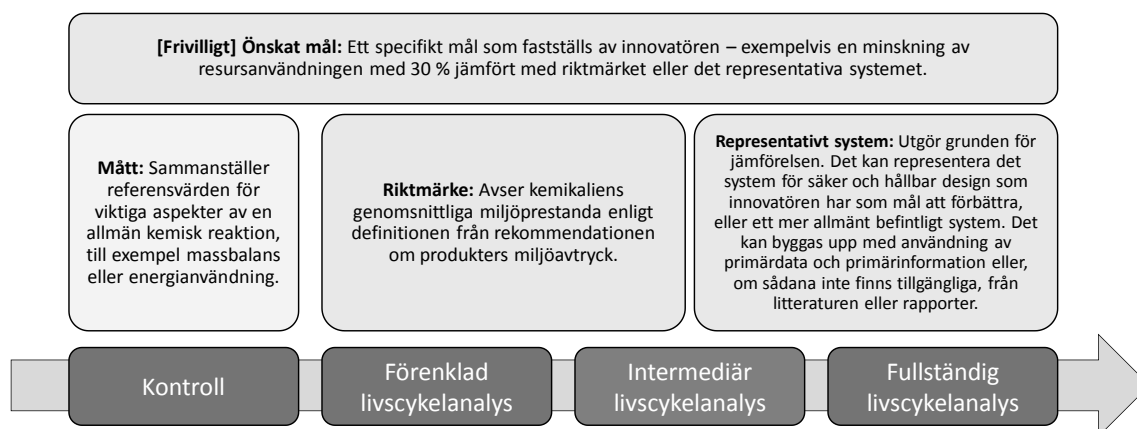 [Frivilligt] Önskat mål: Ett specifikt mål som fastställs av innovatören – exempelvis en minskning av
resursanvändningen med 30 % jämfört med riktmärket eller det representativa systemet.
Mått: Sammanställer
referensvärden för
viktiga aspekter av en
allmän kemisk reaktion,
till exempel massbalans
eller energianvändning.
Riktmärke: Avser kemikaliens
genomsnittliga miljöprestanda enligt
definitionen från rekommendationen
om produkters miljöavtryck.
Representativt system: Utgör grunden för
jämförelsen. Det kan representera det
system för säker och hållbar design som
innovatören har som mål att förbättra,
eller ett mer allmänt befintligt system. Det
kan byggas upp med användning av
primärdata och primärinformation eller,
om sådana inte finns tillgängliga, från
litteraturen eller rapporter.
Kontroll
Förenklad
livscykelanalys
Intermediär
livscykelanalys
Fullständig
livscykelanalys